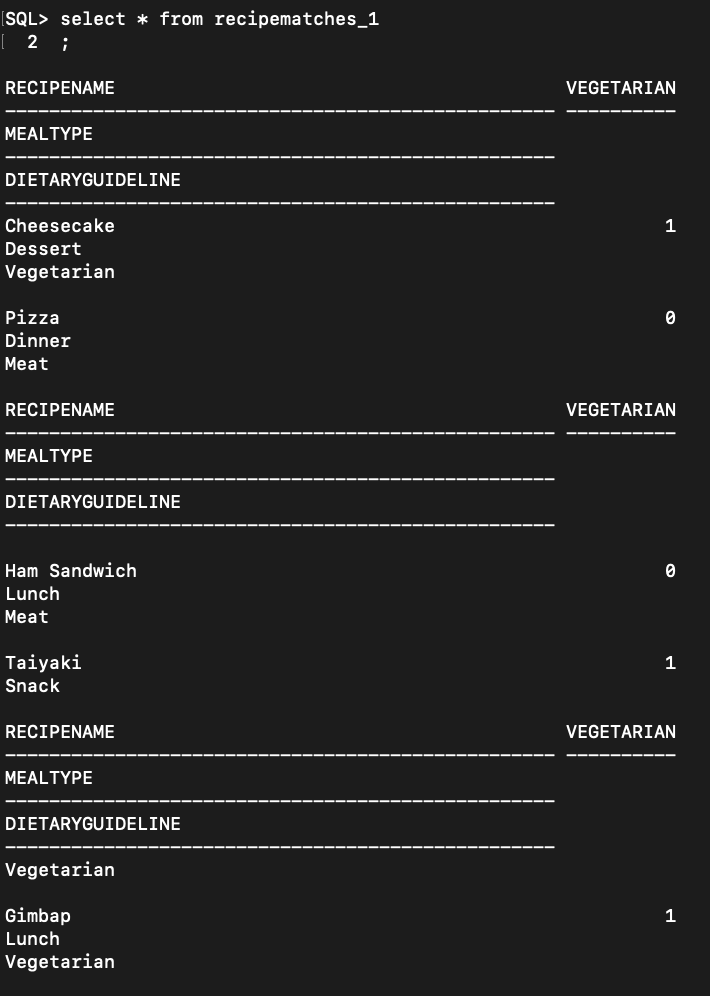 SQL> select * from recipematches_1
2 ;
RECIPENAME VEGETARIAN
-------------------------------------------------- ----------
MEALTYPE
--------------------------------------------------
DIETARYGUIDELINE
--------------------------------------------------
Cheesecake 1
Dessert
Vegetarian
Pizza 0
Dinner
Meat
RECIPENAME VEGETARIAN
-------------------------------------------------- ----------
MEALTYPE
--------------------------------------------------
DIETARYGUIDELINE
--------------------------------------------------
Ham Sandwich 0
Lunch
Meat
Taiyaki 1
Snack
RECIPENAME VEGETARIAN
-------------------------------------------------- ----------
MEALTYPE
--------------------------------------------------
DIETARYGUIDELINE
--------------------------------------------------
Vegetarian
Gimbap 1
Lunch
Vegetarian